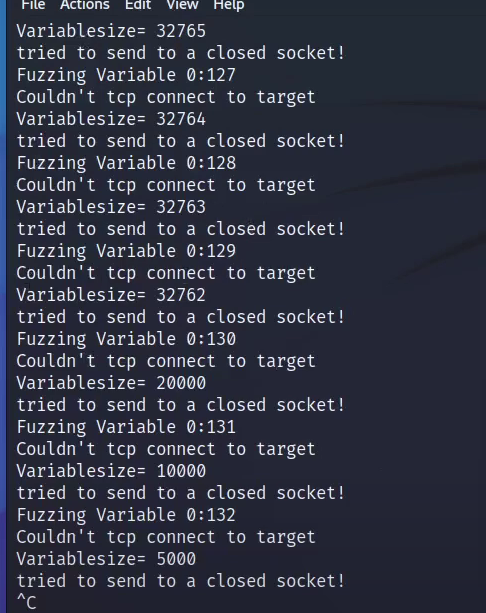 File Actions Edit View Help
Variablesize= 32765
tried to send to a closed socket!
Fuzzing Variable 0:127
Couldn't tcp connect to target
Variablesize= 32764
tried to send to a closed socket!
Fuzzing Variable 0:128
Couldn't tcp connect to target
Variablesize= 32763
tried to send to a closed socket!
Fuzzing Variable 0:129
Couldn't tcp connect to target
Variablesize= 32762
tried to send to a closed socket!
Fuzzing Variable 0:130
Couldn't tcp connect to target
Variablesize= 20000
tried to send to a closed socket!
Fuzzing Variable 0:131
Couldn't tcp connect to target
Variablesize= 10000
tried to send to a closed socket!
Fuzzing Variable 0:132
Couldn't tcp connect to target
Variablesize= 5000
tried to send to a closed socket!
^C